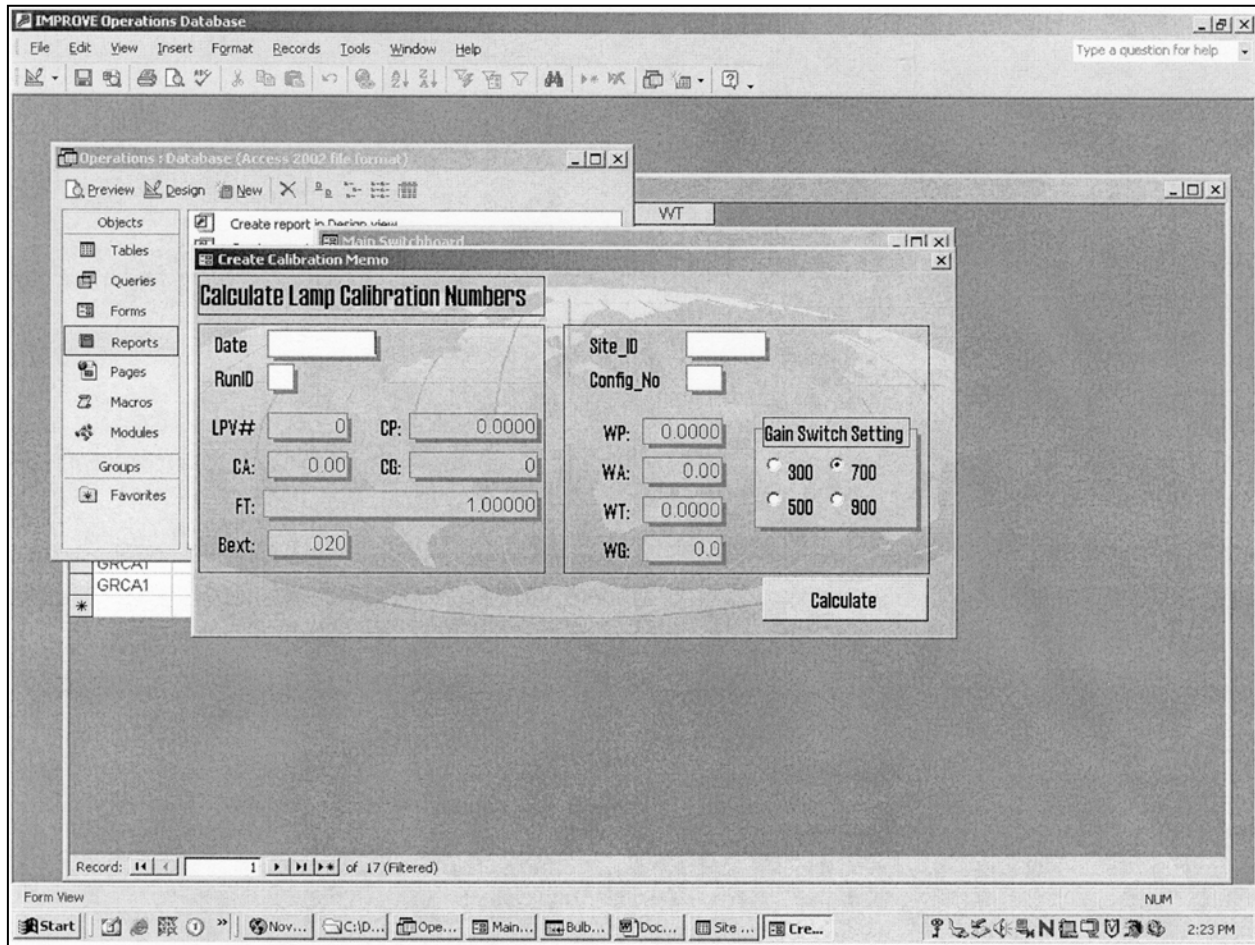 IMPROVE Operations Database
File Edit View Insert Format Records Tools Window Help
Type a question for help
Operations : Database (Access 2002 file format)
Preview Design New
Objects
Tables
Queries
Forms
Reports
Pages
Macros
Modules
Groups
Favorites
Create report in Design view
WT
Main Switchboard
Create Calibration Memo
Calculate Lamp Calibration Numbers
Date
RunID
LPV# 0 CP: 0.0000
CA: 0.00 CG: 0
FT: 1.00000
Bext: .020
Site_ID
Config_No
WP: 0.0000
WA: 0.00
WT: 0.0000
WG: 0.0
Gain Switch Setting
300 700
500 900
Calculate
GRCA1
GRCA1
Record: 1 of 17 (Filtered)
Form View
NUM
Start Nov... C:\D... Ope... Main... Bulb... Doc... Site ... Cre... 2:23 PM